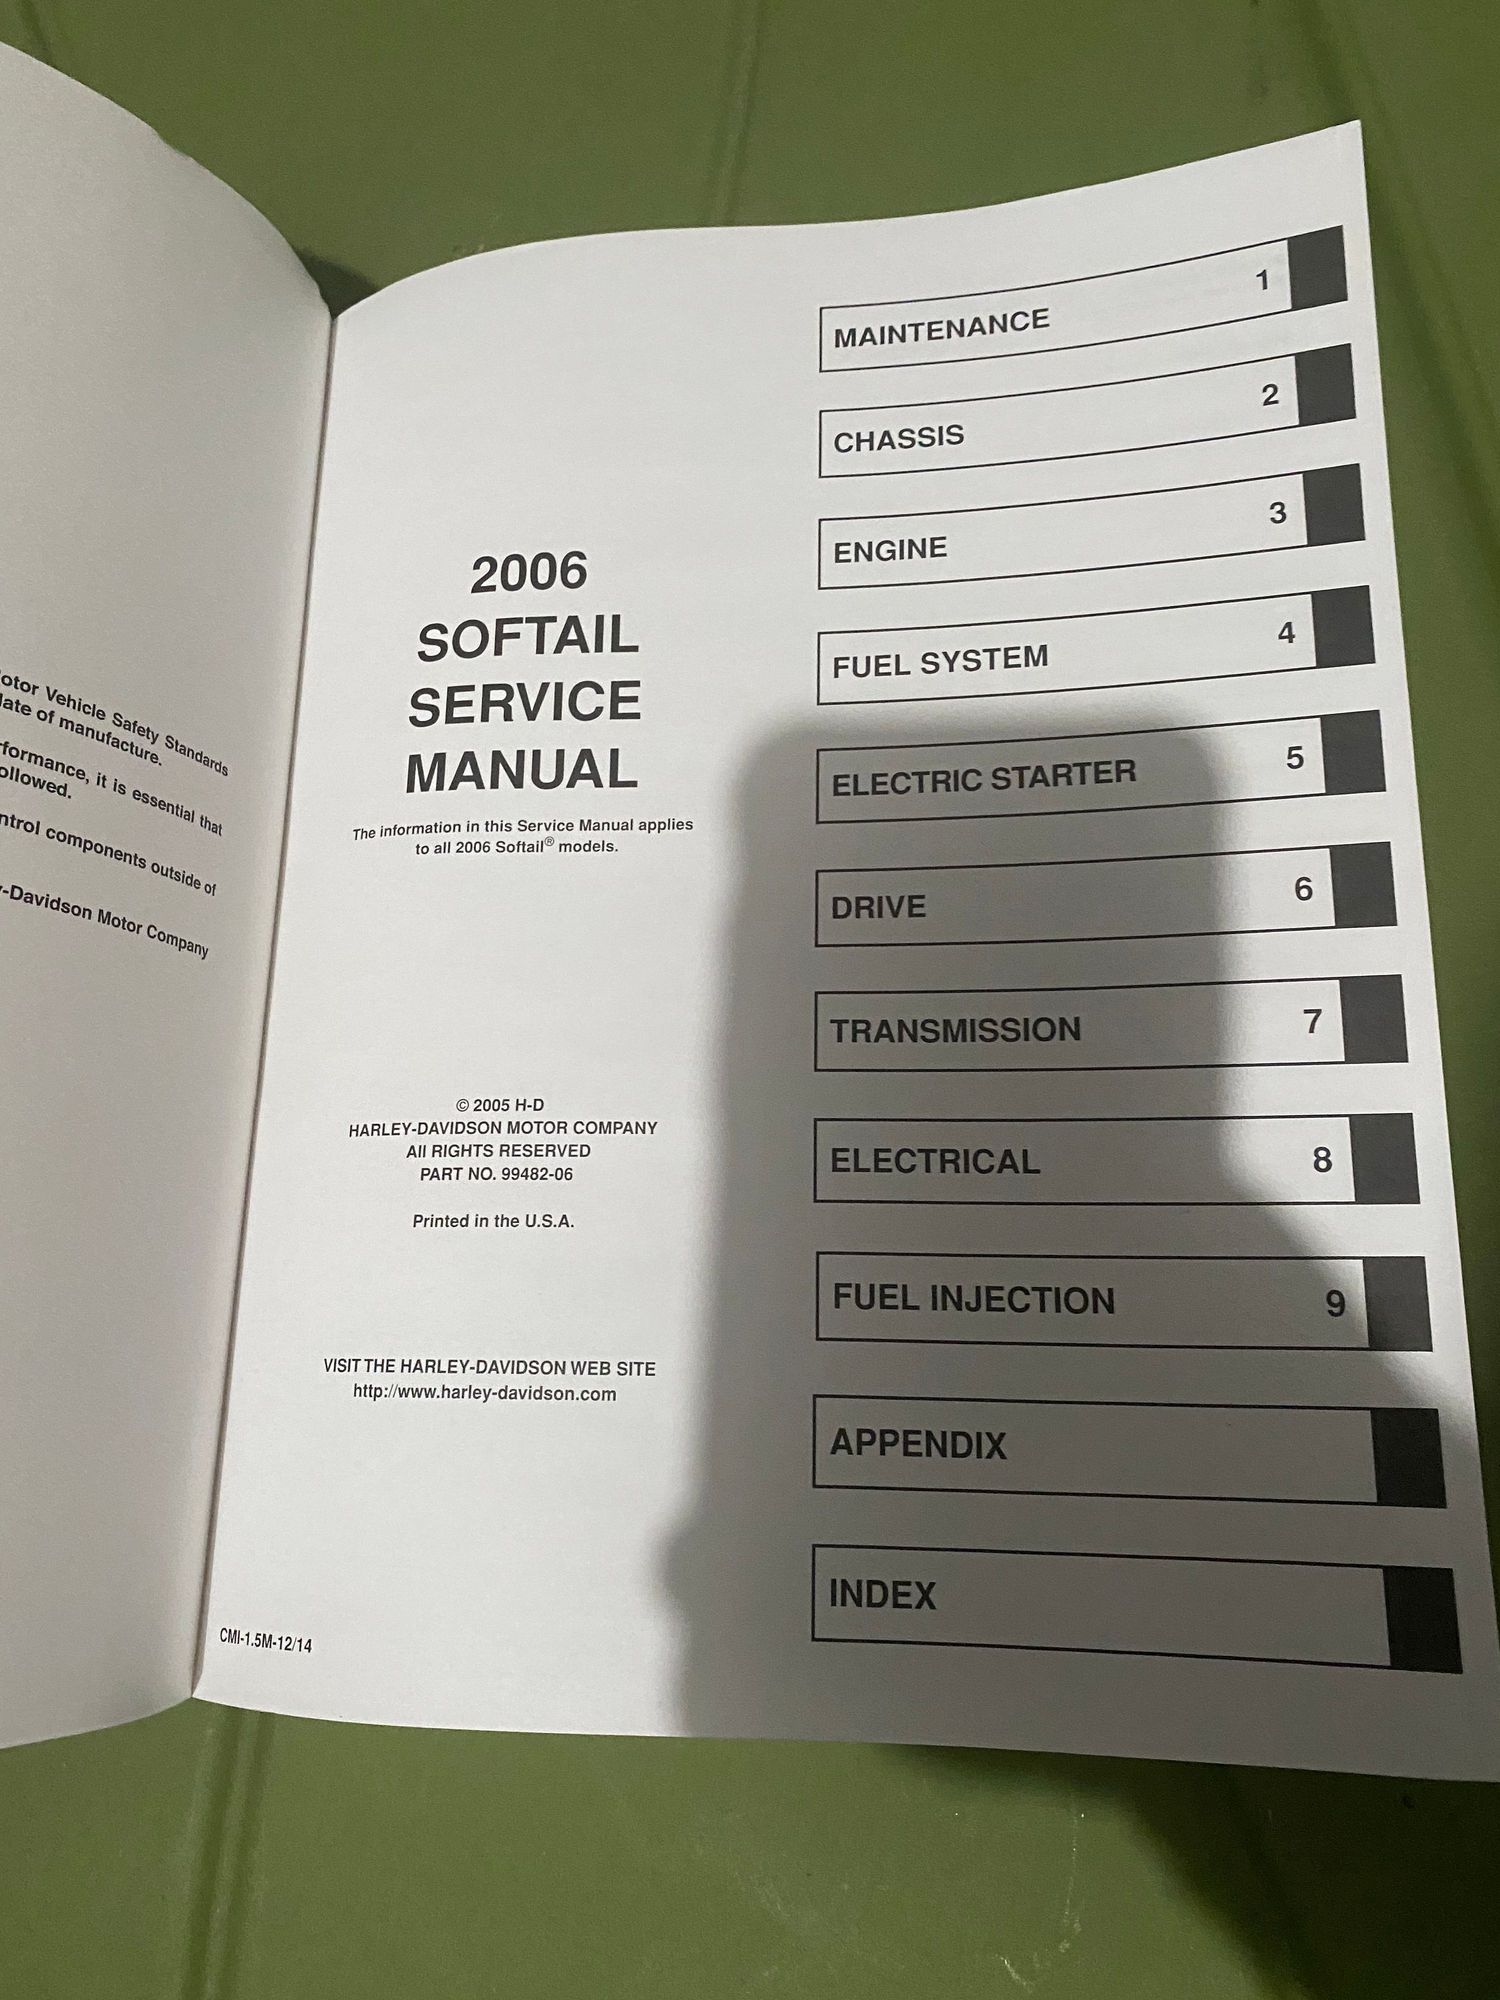 otor Vehicle Safety Standards
date of manufacture.
rformance, it is essential that
ollowed.
ntrol components outside of
y-Davidson Motor Company
2006
SOFTAIL
SERVICE
MANUAL
The information in this Service Manual applies
to all 2006 Softail® models.
© 2005 H-D
HARLEY-DAVIDSON MOTOR COMPANY
All RIGHTS RESERVED
PART NO. 99482-06
Printed in the U.S.A.
VISIT THE HARLEY-DAVIDSON WEB SITE
http://www.harley-davidson.com
CMI-1.5M-12/14
MAINTENANCE 1
CHASSIS 2
ENGINE 3
FUEL SYSTEM 4
ELECTRIC STARTER 5
DRIVE 6
TRANSMISSION 7
ELECTRICAL 8
FUEL INJECTION 9
APPENDIX
INDEX